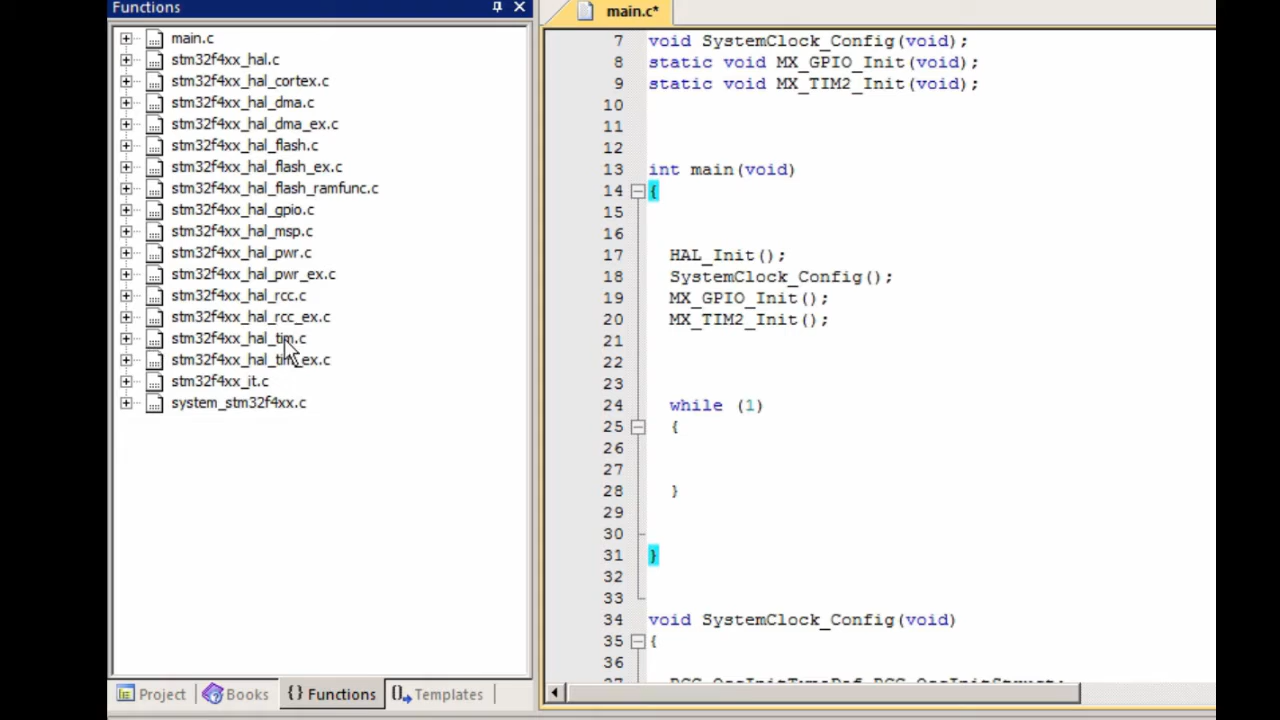 Functions
main.c
stm32f4xx_hal.c
stm32f4xx_hal_cortex.c
stm32f4xx_hal_dma.c
stm32f4xx_hal_dma_ex.c
stm32f4xx_hal_flash.c
stm32f4xx_hal_flash_ex.c
stm32f4xx_hal_flash_ramfunc.c
stm32f4xx_hal_gpio.c
stm32f4xx_hal_msp.c
stm32f4xx_hal_pwr.c
stm32f4xx_hal_pwr_ex.c
stm32f4xx_hal_rcc.c
stm32f4xx_hal_rcc_ex.c
stm32f4xx_hal_tim.c
stm32f4xx_hal_tim_ex.c
stm32f4xx_it.c
system_stm32f4xx.c
Project Books {} Functions {} Templates
main.c*
7 void SystemClock_Config(void);
8 static void MX_GPIO_Init(void);
9 static void MX_TIM2_Init(void);
10
11
12
13 int main(void)
14 {
15
16
17 HAL_Init();
18 SystemClock_Config();
19 MX_GPIO_Init();
20 MX_TIM2_Init();
21
22
23
24 while (1)
25 {
26
27
28 }
29
30
31 }
32
33
34 void SystemClock_Config(void)
35 {
36